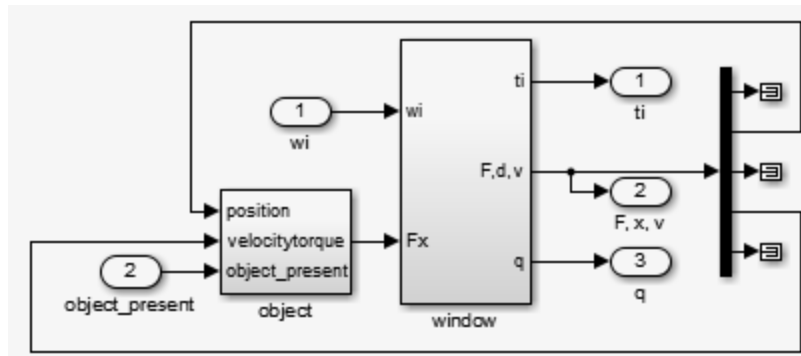 1
wi
wi
ti
1
ti
F,d,v
2
F, x, v
position
velocitytorque
Fx
object_present
2
object_present
object
q
3
q
window